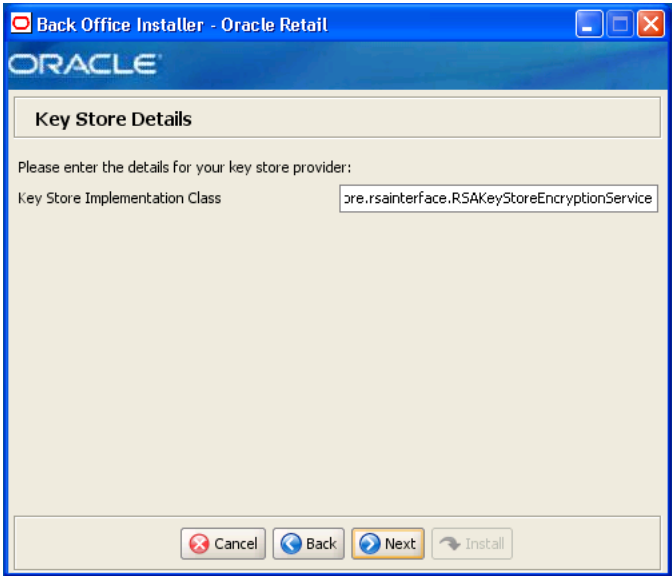 Back Office Installer - Oracle Retail
ORACLE
Key Store Details
Please enter the details for your key store provider:
Key Store Implementation Class ore.rsainterface.RSAKeyStoreEncryptionService
Cancel Back Next Install